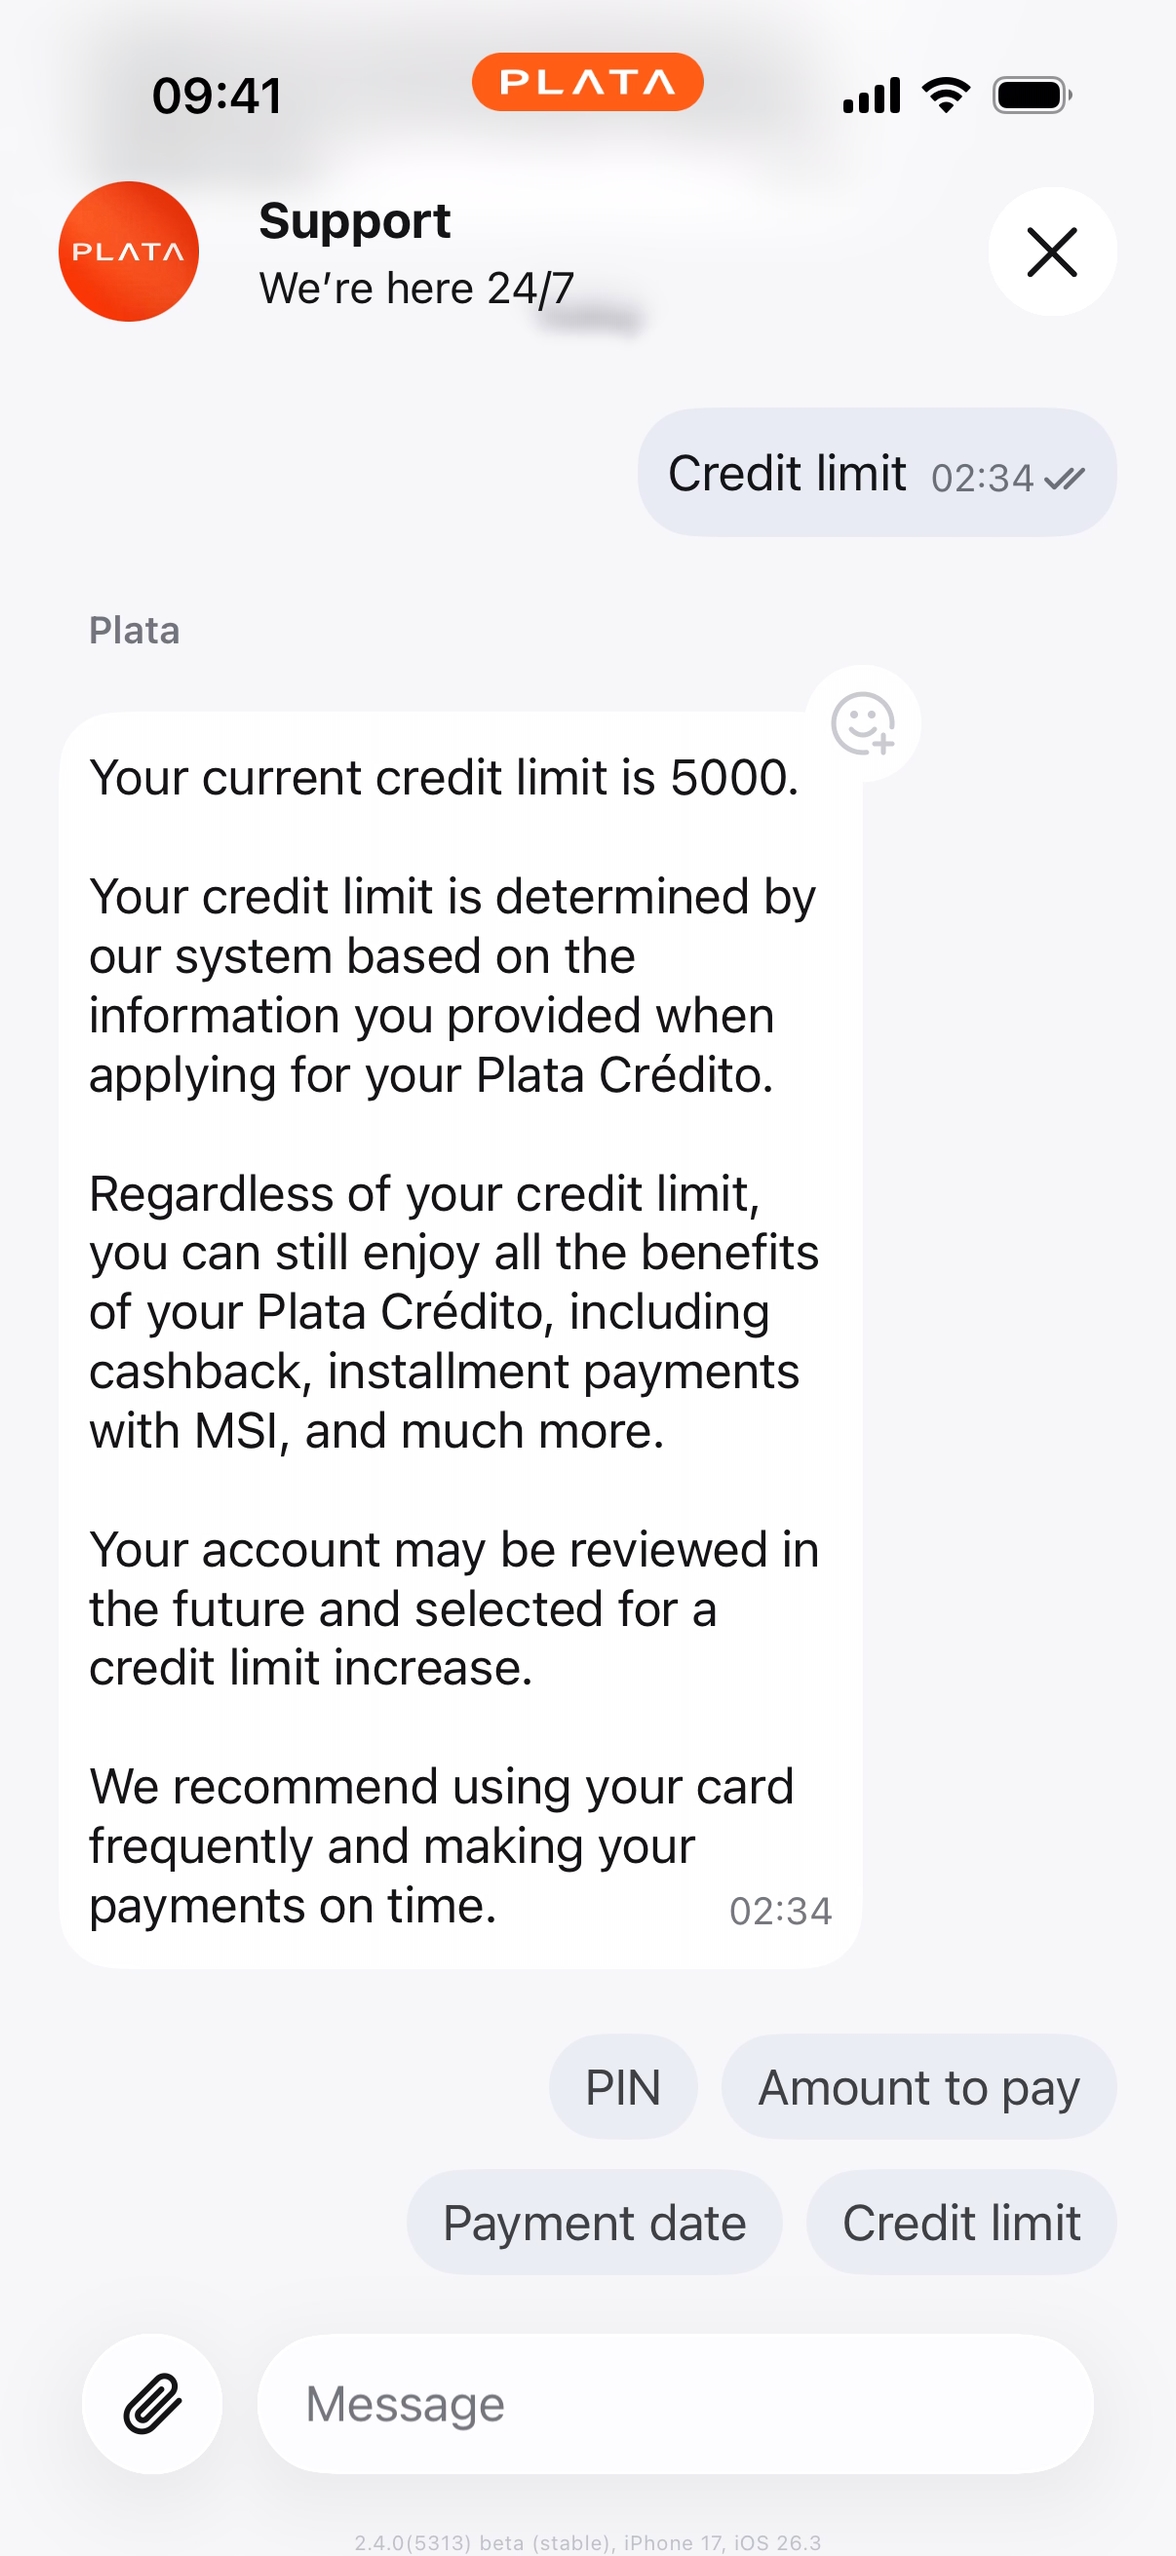 09:41
PLATA
PLATA
Support
We're here 24/7
Credit limit 02:34
Plata
Your current credit limit is 5000.
Your credit limit is determined by
our system based on the
information you provided when
applying for your Plata Crédito.
Regardless of your credit limit,
you can still enjoy all the benefits
of your Plata Crédito, including
cashback, installment payments
with MSI, and much more.
Your account may be reviewed in
the future and selected for a
credit limit increase.
We recommend using your card
frequently and making your
payments on time. 02:34
PIN Amount to pay
Payment date Credit limit
Message
2.4.0(5313) beta (stable), iPhone 17, iOS 26.3